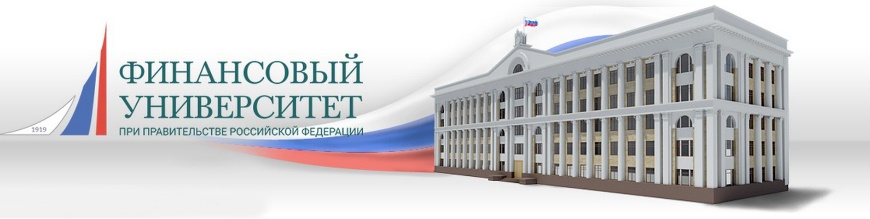 ФИНАНСОВЫЙ
УНИВЕРСИТЕТ
ПРИ ПРАВИТЕЛЬСТВЕ РОССИЙСКОЙ ФЕДЕРАЦИИ
1919